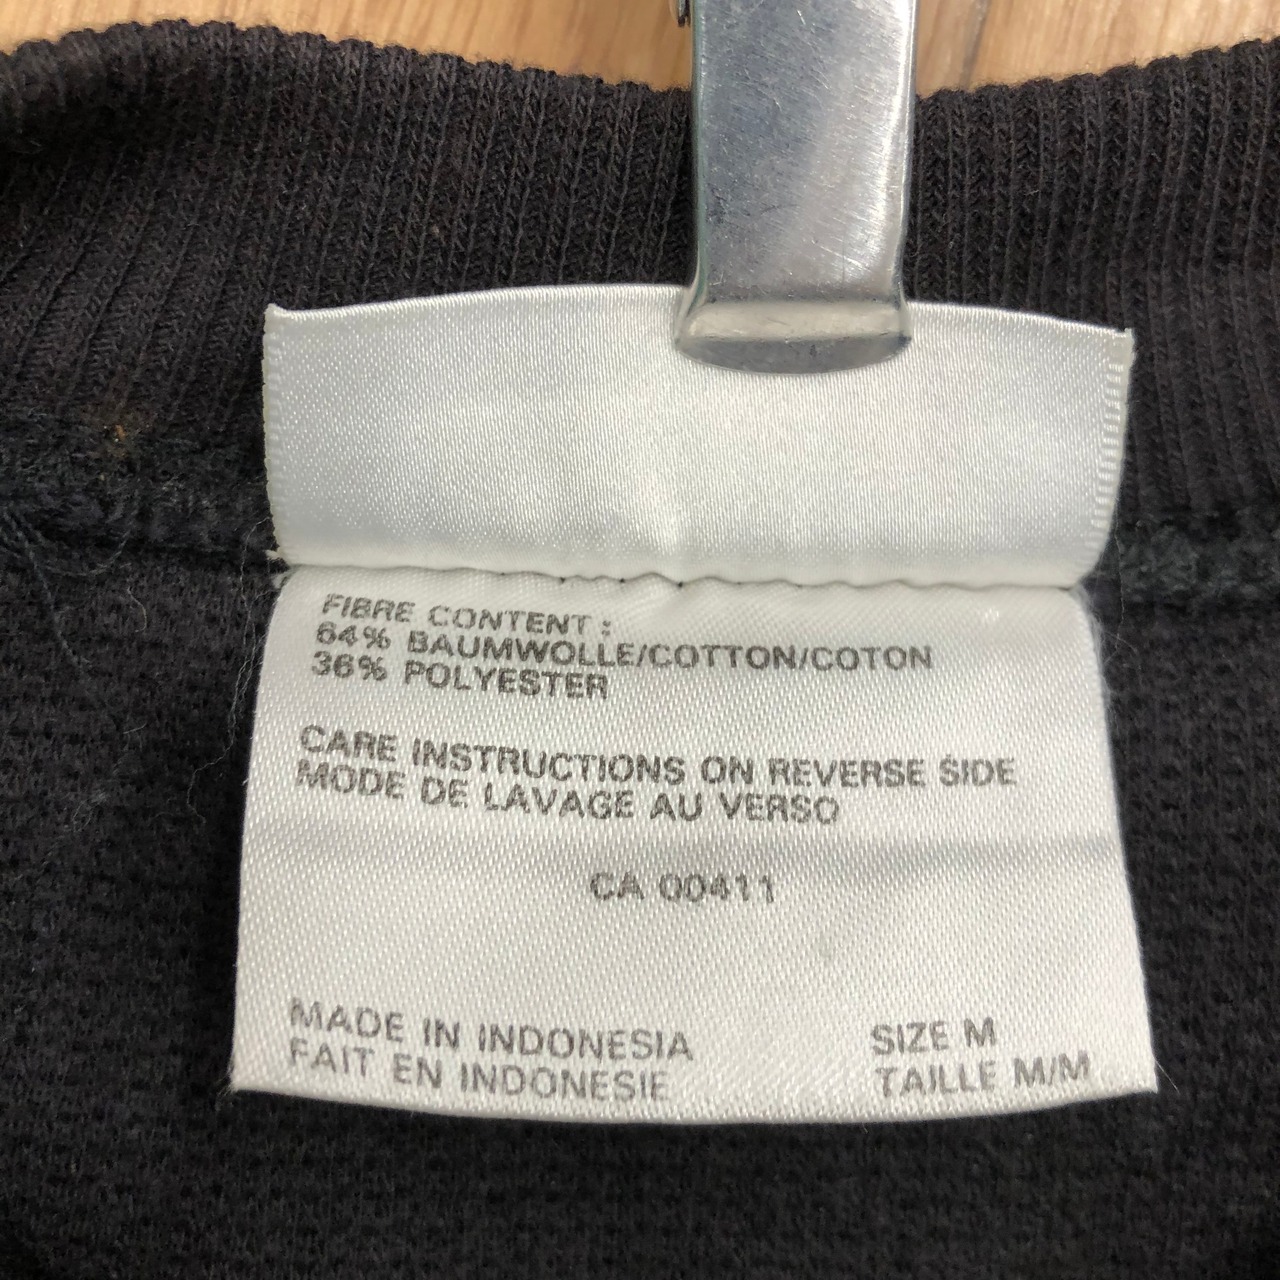 FIBRE CONTENT :
64% BAUMWOLLE/COTTON/COTON
36% POLYESTER
CARE INSTRUCTIONS ON REVERSE SIDE
MODE DE LAVAGE AU VERSO
CA 00411
MADE IN INDONESIA
FAIT EN INDONESIE
SIZE M
TAILLE M/M